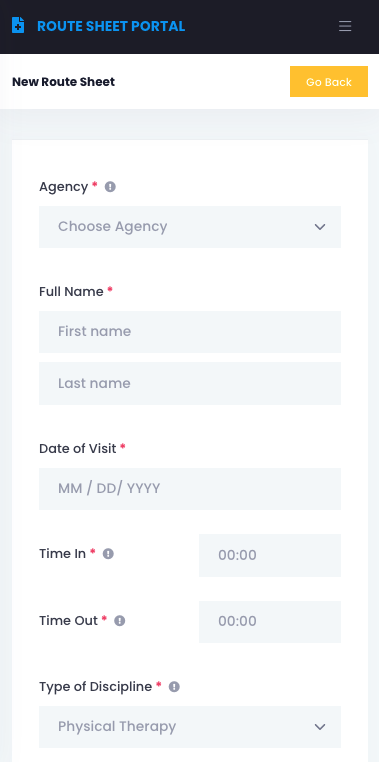 ROUTE SHEET PORTAL
New Route Sheet
Go Back
Agency *
Choose Agency
Full Name *
First name
Last name
Date of Visit *
MM / DD/ YYYY
Time In *
00:00
Time Out *
00:00
Type of Discipline *
Physical Therapy